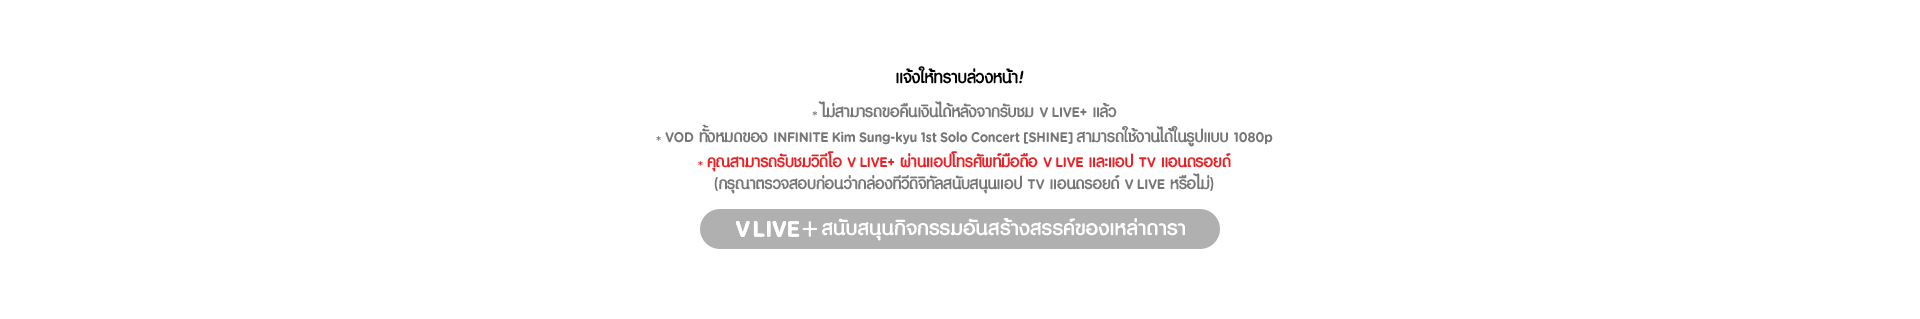 แจ้งให้ทราบล่วงหน้า!
* ไม่สามารถขอคืนเงินได้หลังจากรับชม V LIVE+ แล้ว
* VOD ทั้งหมดของ INFINITE Kim Sung-kyu 1st Solo Concert [SHINE] สามารถใช้งานได้ในรูปแบบ 1080p
* คุณสามารถรับชมวิดีโอ V LIVE+ ผ่านแอปโทรศัพท์มือถือ V LIVE และแอป TV แอนดรอยด์
(กรุณาตรวจสอบก่อนว่ากล่องทีวีดิจิทัลสนับสนุนแอป TV แอนดรอยด์ V LIVE หรือไม่)
V LIVE+ สนับสนุนกิจกรรมอันสร้างสรรค์ของเหล่าดารา